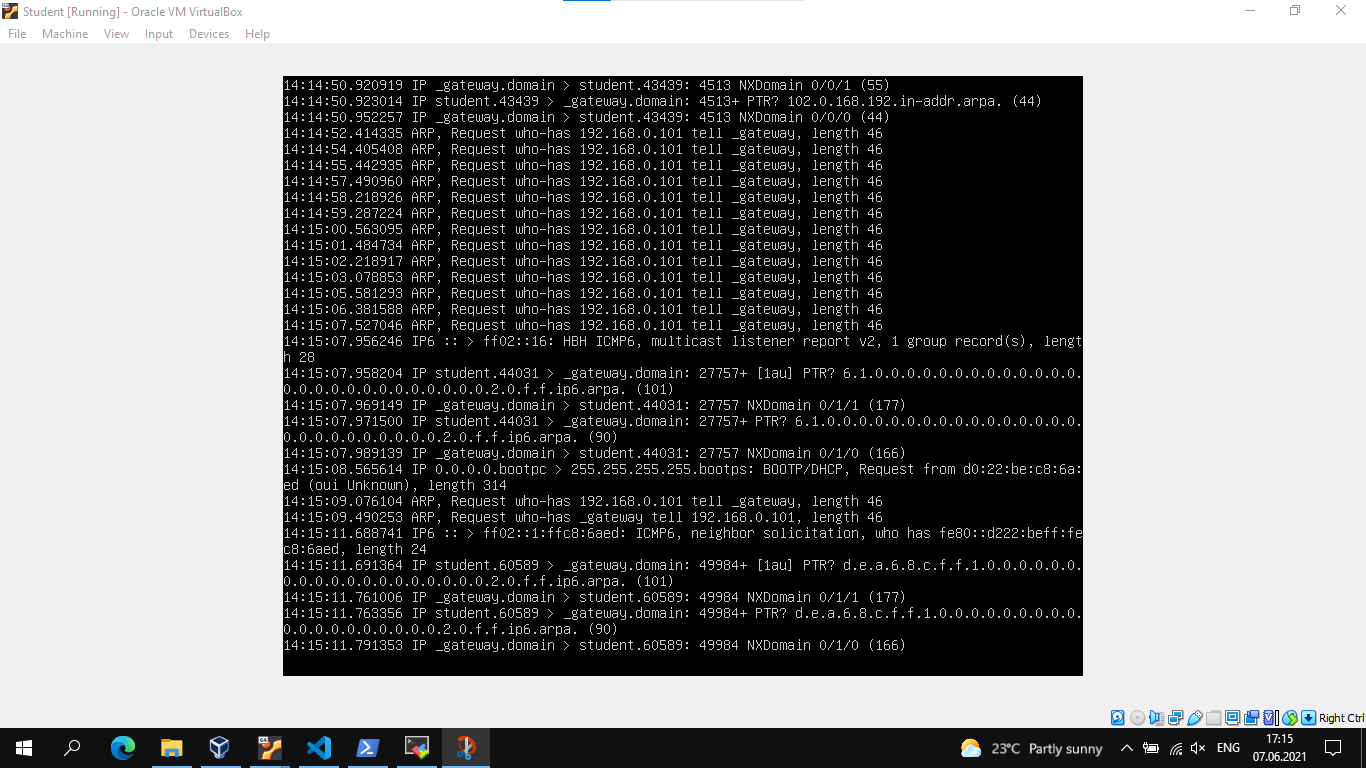 Student [Running] - Oracle VM VirtualBox
File Machine View Input Devices Help
14:14:50.920919 IP _gateway.domain > student.43439: 4513 NXDomain 0/0/1 (55)
14:14:50.923014 IP student.43439 > _gateway.domain: 4513+ PTR? 102.0.168.192.in-addr.arpa. (44)
14:14:50.952257 IP _gateway.domain > student.43439: 4513 NXDomain 0/0/0 (44)
14:14:52.414335 ARP, Request who-has 192.168.0.101 tell _gateway, length 46
14:14:54.405408 ARP, Request who-has 192.168.0.101 tell _gateway, length 46
14:14:55.442935 ARP, Request who-has 192.168.0.101 tell _gateway, length 46
14:14:57.490960 ARP, Request who-has 192.168.0.101 tell _gateway, length 46
14:14:58.218926 ARP, Request who-has 192.168.0.101 tell _gateway, length 46
14:14:59.287224 ARP, Request who-has 192.168.0.101 tell _gateway, length 46
14:15:00.563095 ARP, Request who-has 192.168.0.101 tell _gateway, length 46
14:15:01.484734 ARP, Request who-has 192.168.0.101 tell _gateway, length 46
14:15:02.218917 ARP, Request who-has 192.168.0.101 tell _gateway, length 46
14:15:03.078853 ARP, Request who-has 192.168.0.101 tell _gateway, length 46
14:15:05.581293 ARP, Request who-has 192.168.0.101 tell _gateway, length 46
14:15:06.381588 ARP, Request who-has 192.168.0.101 tell _gateway, length 46
14:15:07.527046 ARP, Request who-has 192.168.0.101 tell _gateway, length 46
14:15:07.956246 IP6 :: > ff02::16: HBH ICMP6, multicast listener report v2, 1 group record(s), lengt
h 28
14:15:07.958204 IP student.44031 > _gateway.domain: 27757+ [1au] PTR? 6.1.0.0.0.0.0.0.0.0.0.0.0.0.0.
0.0.0.0.0.0.0.0.0.0.0.0.0.2.0.f.f.ip6.arpa. (101)
14:15:07.969149 IP _gateway.domain > student.44031: 27757 NXDomain 0/1/1 (177)
14:15:07.971500 IP student.44031 > _gateway.domain: 27757+ PTR? 6.1.0.0.0.0.0.0.0.0.0.0.0.0.0.0.0.0.
0.0.0.0.0.0.0.0.0.0.2.0.f.f.ip6.arpa. (90)
14:15:07.989139 IP _gateway.domain > student.44031: 27757 NXDomain 0/1/0 (166)
14:15:08.565614 IP 0.0.0.0.bootpc > 255.255.255.255.bootps: BOOTP/DHCP, Request from d0:22:be:c8:6a:
ed (oui Unknown), length 314
14:15:09.076104 ARP, Request who-has 192.168.0.101 tell _gateway, length 46
14:15:09.490253 ARP, Request who-has _gateway tell 192.168.0.101, length 46
14:15:11.688741 IP6 :: > ff02::1:ffc8:6aed: ICMP6, neighbor solicitation, who has fe80::d222:beff:fe
c8:6aed, length 24
14:15:11.691364 IP student.60589 > _gateway.domain: 49984+ [1au] PTR? d.e.a.6.8.c.f.f.1.0.0.0.0.0.0.
0.0.0.0.0.0.0.0.0.0.0.0.0.2.0.f.f.ip6.arpa. (101)
14:15:11.761006 IP _gateway.domain > student.60589: 49984 NXDomain 0/1/1 (177)
14:15:11.763356 IP student.60589 > _gateway.domain: 49984+ PTR? d.e.a.6.8.c.f.f.1.0.0.0.0.0.0.0.0.0.
0.0.0.0.0.0.0.0.0.0.2.0.f.f.ip6.arpa. (90)
14:15:11.791353 IP _gateway.domain > student.60589: 49984 NXDomain 0/1/0 (166)
Right Ctrl
23°C Partly sunny
ENG
17:15
07.06.2021